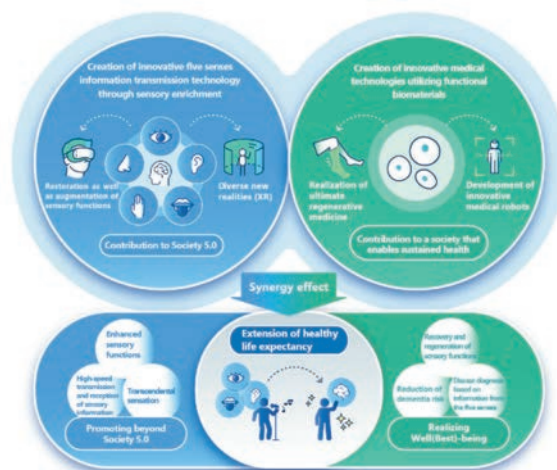 Creation of innovative five senses
information transmission technology
through sensory enrichment
Restoration as well
as augmentation of
sensory functions
Diverse new
realities (XR)
Contribution to Society 5.0
Creation of innovative medical
technologies utilizing functional
biomaterials
Realization of
ultimate
regenerative
medicine
Development of
innovative
medical robots
Contribution to a society that
enables sustained health
Synergy effect
Enhanced
sensory
functions
High-speed
transmission
and reception
of sensory
information
Transcendental
sensation
Promoting beyond
Society 5.0
Extension of healthy
life expectancy
Recovery and
regeneration of
sensory functions
Reduction of
dementia risk
Disease diagnosis
based on
information from
the five senses
Realizing
Well(Best)-being